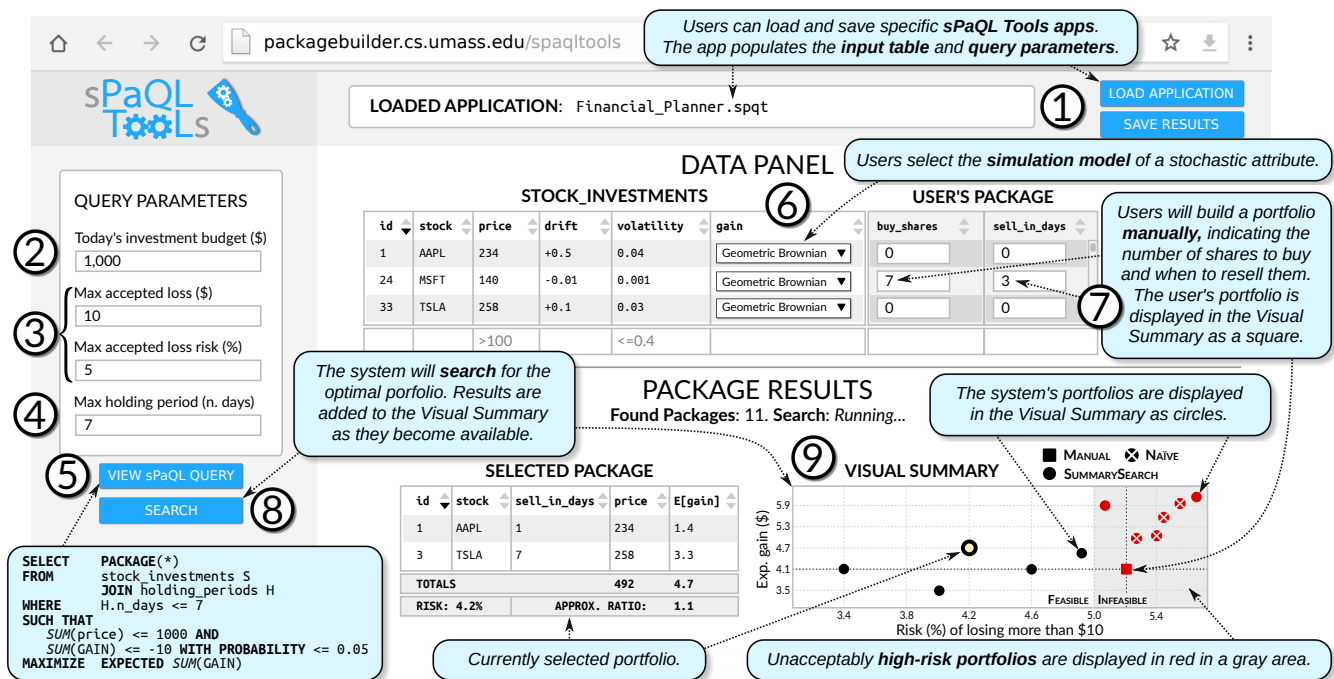 Users can load and save specific sPaQL Tools apps.
The app populates the input table and query parameters.
packagebuilder.cs.umass.edu/spaqltools
sPaQL
TooLs
LOADED APPLICATION: Financial_Planner.spqt
1
LOAD APPLICATION
SAVE RESULTS
DATA PANEL
Users select the simulation model of a stochastic attribute.
QUERY PARAMETERS
2
Today's investment budget ($)
1,000
3
Max accepted loss ($)
10
Max accepted loss risk (%)
5
4
Max holding period (n. days)
7
5
VIEW sPaQL QUERY
SEARCH
8
STOCK_INVESTMENTS
6
USER'S PACKAGE
id stock price drift volatility gain buy_shares sell_in_days
1 AAPL 234 +0.5 0.04 Geometric Brownian 0 0
24 MSFT 140 -0.01 0.001 Geometric Brownian 7 3
33 TSLA 258 +0.1 0.03 Geometric Brownian 0 0
>100 <=0.4
7
Users will build a portfolio
manually, indicating the
number of shares to buy
and when to resell them.
The user's portfolio is
displayed in the Visual
Summary as a square.
The system will search for the
optimal porfolio. Results are
added to the Visual Summary
as they become available.
PACKAGE RESULTS
Found Packages: 11. Search: Running...
The system's portfolios are displayed
in the Visual Summary as circles.
SELECTED PACKAGE
id stock sell_in_days price E[gain]
1 AAPL 1 234 1.4
3 TSLA 7 258 3.3
TOTALS 492 4.7
RISK: 4.2% APPROX. RATIO: 1.1
9
VISUAL SUMMARY
MANUAL NAÏVE
SUMMARYSEARCH
Exp. gain ($)
5.9
5.3
4.7
4.1
3.5
FEASIBLE INFEASIBLE
3.4 3.8 4.2 4.6 5.0 5.4
Risk (%) of losing more than $10
SELECT PACKAGE(*)
FROM stock_investments S
JOIN holding_periods H
WHERE H.n_days <= 7
SUCH THAT
SUM(price) <= 1000 AND
SUM(GAIN) <= -10 WITH PROBABILITY <= 0.05
MAXIMIZE EXPECTED SUM(GAIN)
Currently selected portfolio.
Unacceptably high-risk portfolios are displayed in red in a gray area.